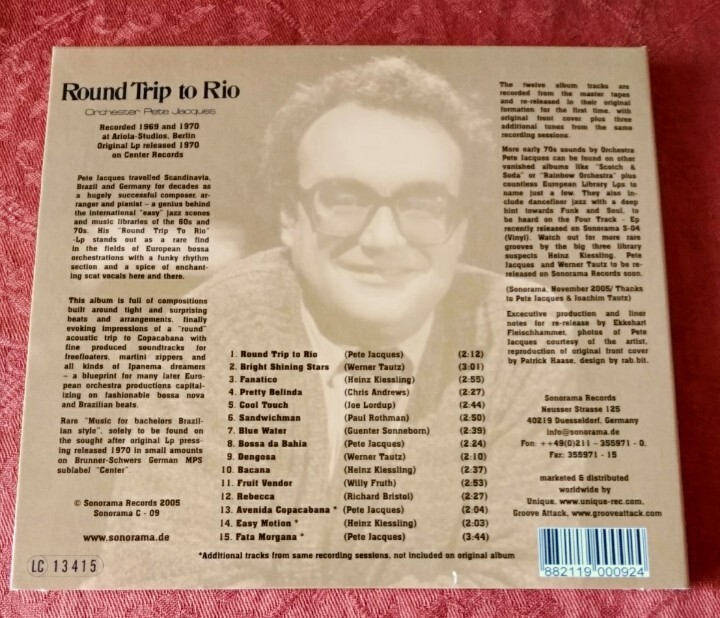 Round Trip to Rio
Orchester Pete Jacques
Recorded 1969 and 1970
at Ariola-Studios, Berlin
Original Lp released 1970
on Center Records
Pete Jacques travelled Scandinavia,
Brazil and Germany for decades as
a hugely successful composer, ar-
ranger and pianist – a genius behind
the international "easy" jazz scenes
and music libraries of the 60s and
70s. His "Round Trip To Rio"
-Lp stands out as a rare find
in the fields of European bossa
orchestrations with a funky rhythm
section and a spice of enchant-
ing scat vocals here and there.
This album is full of compositions
built around tight and surprising
beats and arrangements, finally
evoking impressions of a "round"
acoustic trip to Copacabana with
fine produced soundtracks for
freefloaters, martini sippers and
all kinds of Ipanema dreamers
– a blueprint for many later Euro-
pean orchestra productions capital-
izing on fashionable bossa nova
and Brazilian beats.
Rare "Music for bachelors Brazil-
ian style", solely to be found on
the sought after original Lp press-
ing released 1970 in small amounts
on Brunner-Schwers German MPS
sublabel "Center".
© Sonorama Records 2005
Sonorama C - 09
www.sonorama.de
LC 13415
1. Round Trip to Rio (Pete Jacques) (2:12)
2. Bright Shining Stars (Werner Tautz) (3:01)
3. Fanatico (Heinz Kiessling) (2:55)
4. Pretty Belinda (Chris Andrews) (2:27)
5. Cool Touch (Joe Lordup) (2:44)
6. Sandwichman (Paul Rothman) (2:50)
7. Blue Water (Guenter Sonneborn) (2:39)
8. Bossa da Bahia (Pete Jacques) (2:24)
9. Dengosa (Werner Tautz) (2:10)
10. Bacana (Heinz Kiessling) (2:37)
11. Fruit Vendor (Willy Fruth) (2:53)
12. Rebecca (Richard Bristol) (2:27)
13. Avenida Copacabana * (Pete Jacques) (2:04)
14. Easy Motion * (Heinz Kiessling) (2:03)
15. Fata Morgana * (Pete Jacques) (3:44)
*Additional tracks from same recording sessions, not included on original album
The twelve album tracks are
recorded from the master tapes
and re-released in their original
formation for the first time, with
original front cover plus three
additional tunes from the same
recording sessions.
More early 70s sounds by Orchestra
Pete Jacques can be found on other
vanished albums like "Scotch &
Soda" or "Rainbow Orchestra" plus
countless European Library Lps to
name just a few. They also in-
clude dancefloor jazz with a deep
hint towards Funk and Soul, to
be heard on the Four Track - Ep
recently released on Sonorama S-04
(Vinyl). Watch out for more rare
grooves by the big three library
suspects Heinz Kiessling, Pete
Jacques and Werner Tautz to be re-
released on Sonorama Records soon.
(Sonorama, November 2005/ Thanks
to Pete Jacques & Joachim Tautz)
Excecutive production and liner
notes for re-release by Ekkehart
Fleischhammer, photos of Pete
Jacques courtesy of the artist,
reproduction of original front cover
by Patrick Haase, design by rab.bit.
Sonorama Records
Neusser Strasse 125
40219 Duesseldorf, Germany
info@sonorama.de
Fon: ++49(0)211 – 355971 - 0,
Fax: 355971 - 15
marketed & distributed
worldwide by
Unique, www.unique-rec.com,
Groove Attack, www.grooveattack.com
882119 000924